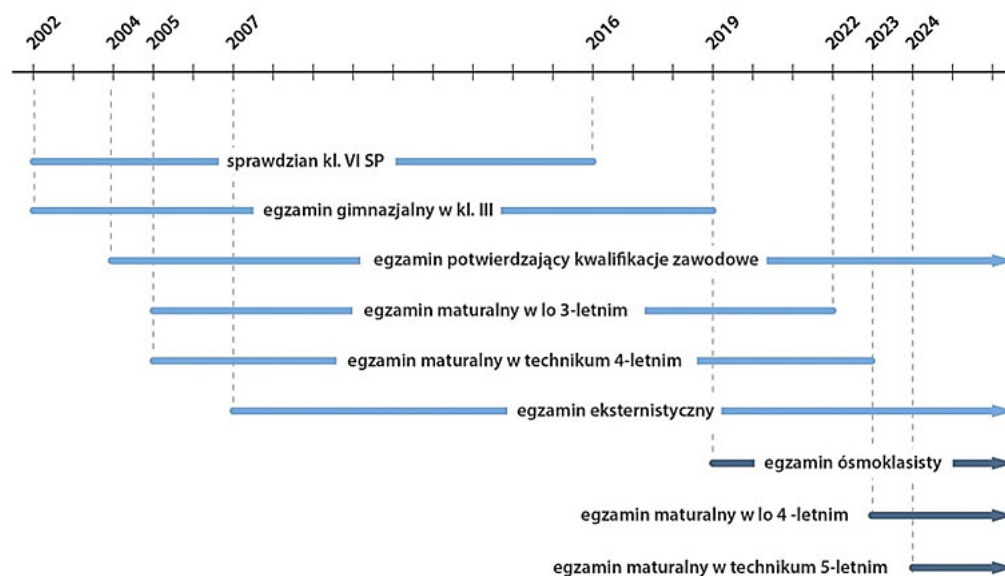 2002 2004 2005 2007 2016 2019 2022 2023 2024
sprawdzian kl. VI SP
egzamin gimnazjalny w kl. III
egzamin potwierdzający kwalifikacje zawodowe
egzamin maturalny w lo 3-letnim
egzamin maturalny w technikum 4-letnim
egzamin eksternistyczny
egzamin ósmoklasisty
egzamin maturalny w lo 4 -letnim
egzamin maturalny w technikum 5-letnim